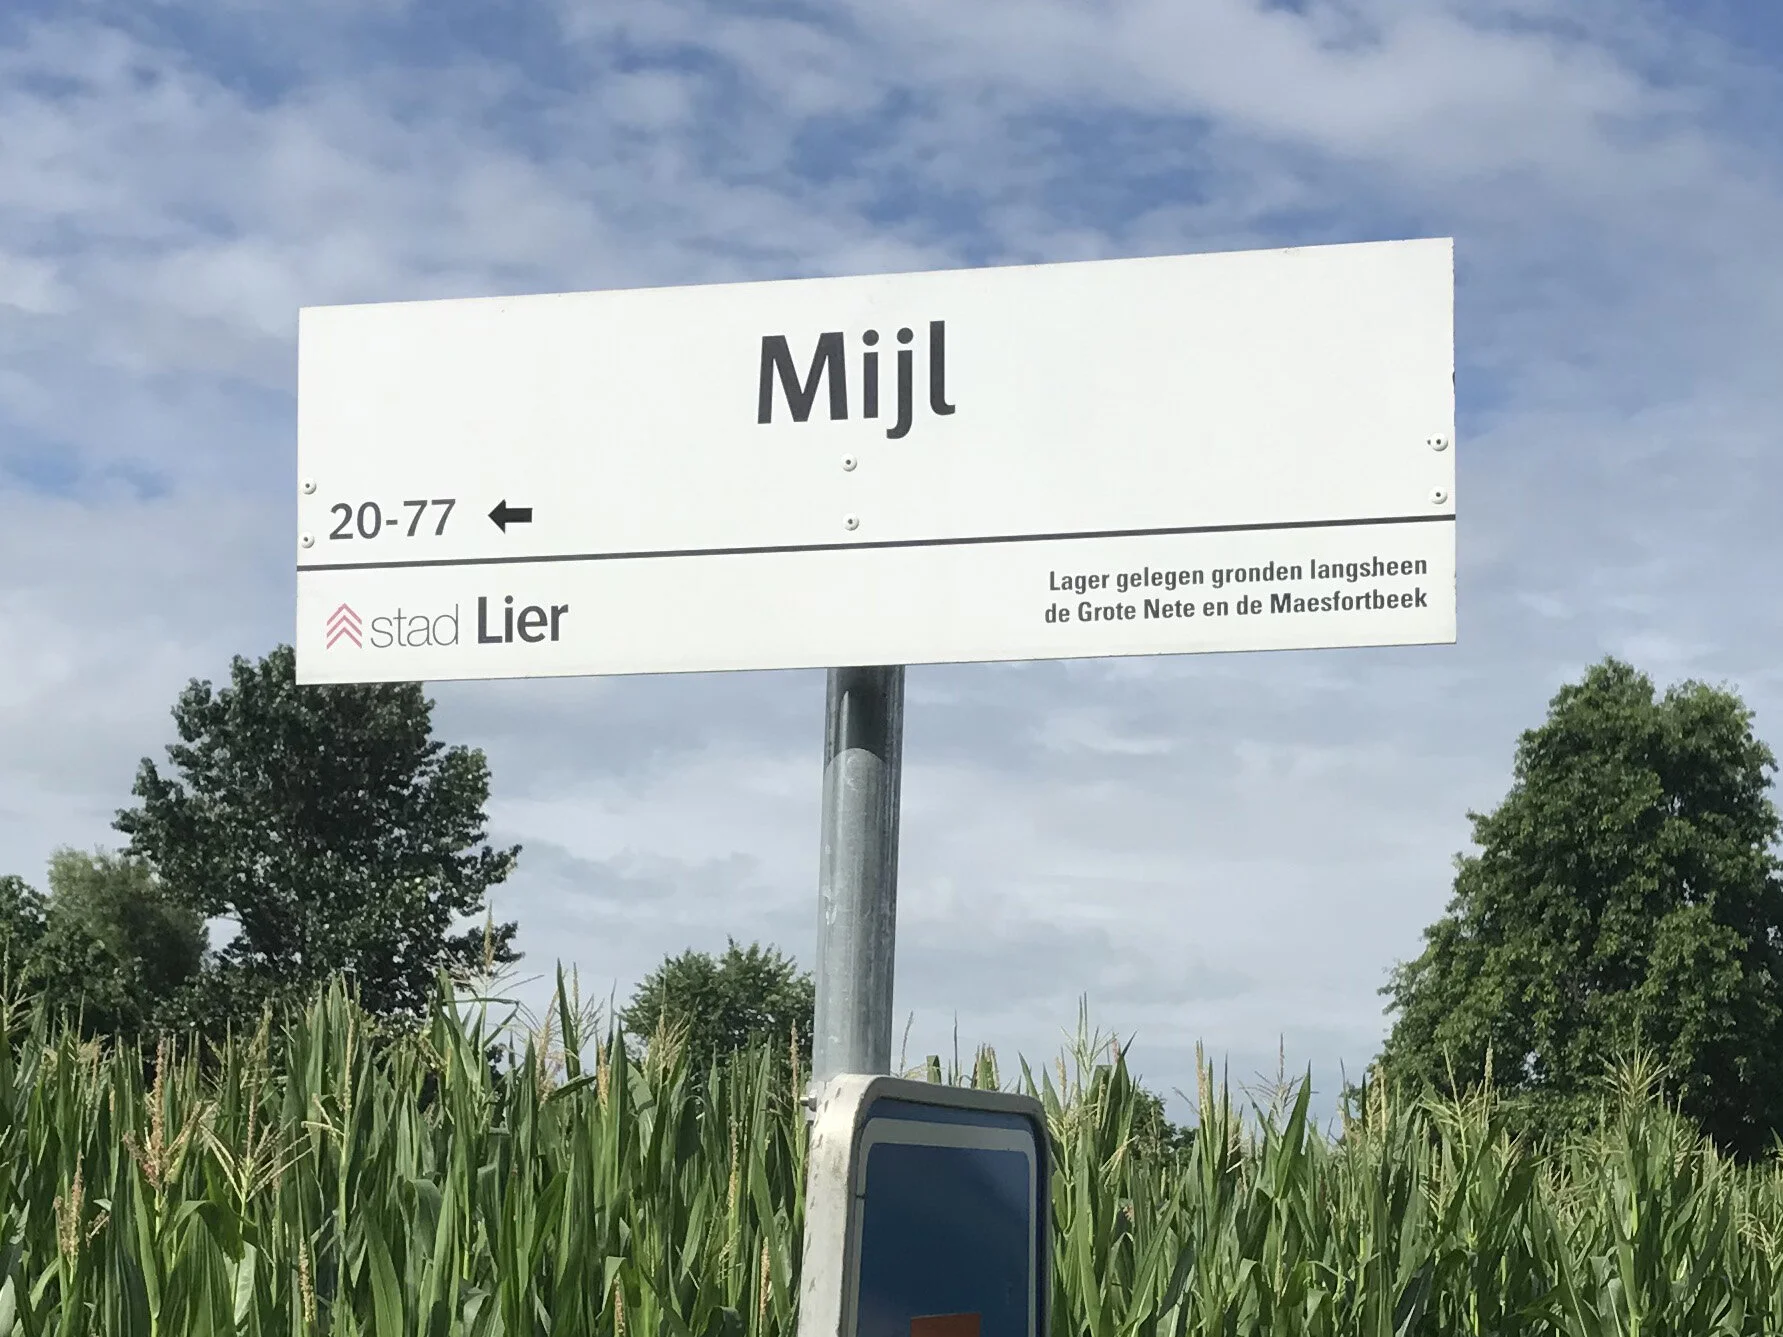 Mijl
20-77
stad Lier
Lager gelegen gronden langsheen
de Grote Nete en de Maesfortbeek